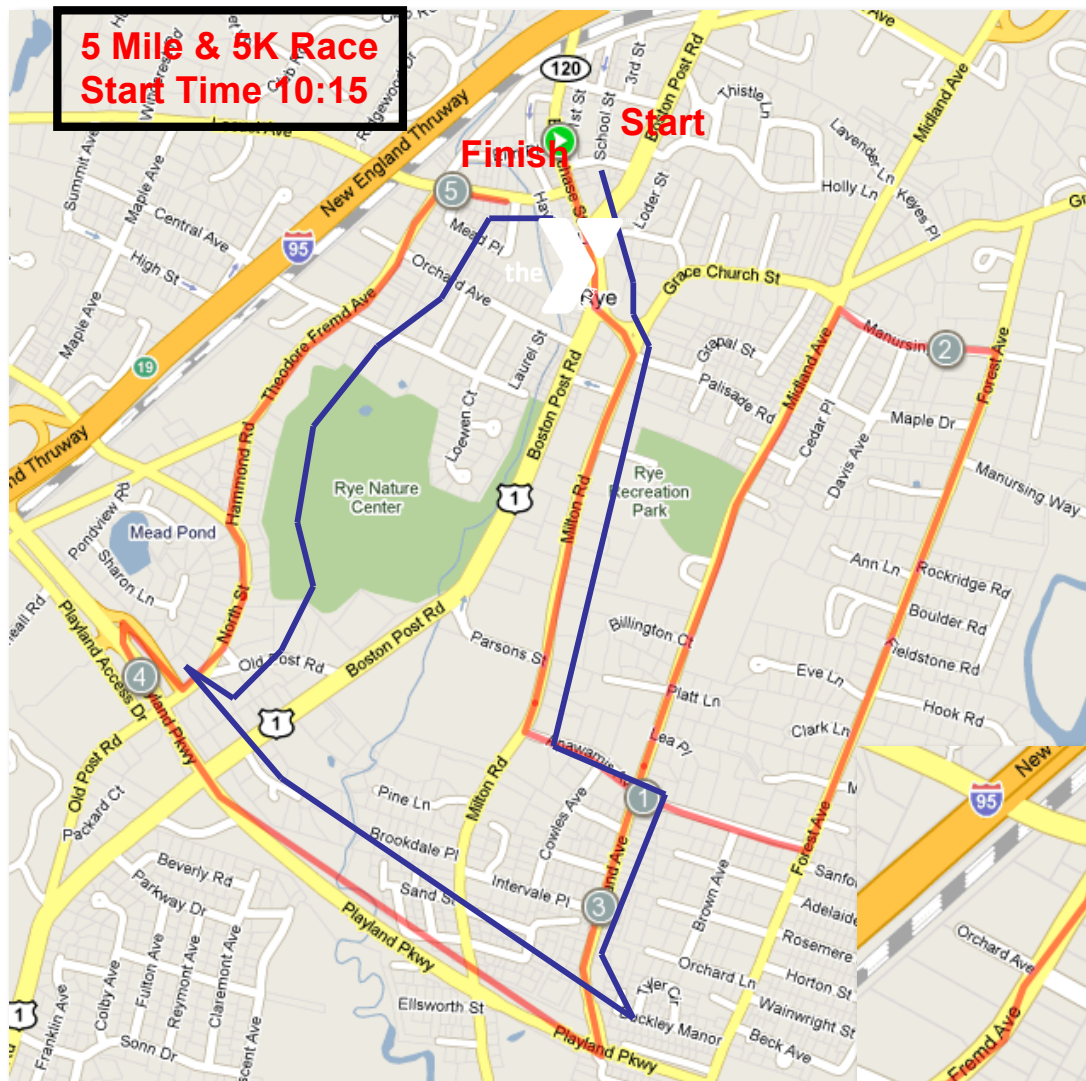 5 Mile & 5K Race
Start Time 10:15
Start
Finish
120
1st St
School St
3rd St
Boston Post Rd
Thistle Ln
Midland Ave
Lavender Ln
Holly Ln
Keyes Pl
Ridgewood Dr
Locust Ave
Summit Ave
Maple Ave
New England Thruway
Central Ave
High St
95
5
Mead Pl
Loder St
Grace Church St
the
Orchard Ave
Laurel St
Maple Ave
19
Theodore Fremd Ave
Loewen Ct
Boston Post Rd
Grapal St
Palisade Rd
Midland Ave
2
Forest Ave
Cedar Pl
Maple Dr
Davis Ave
Manursing Way
Hammond Rd
Rye Nature
Center
1
Milton Rd
Rye
Recreation
Park
Pondview Rd
Mead Pond
Sharon Ln
Ann Ln
Rockridge Rd
Boulder Rd
Fieldstone Rd
North St
Old Post Rd
Boston Post Rd
Parsons St
Billington Ct
Eve Ln
Platt Ln
Hook Rd
Clark Ln
Playland Access Dr
4
1
Lea Pl
Old Post Rd
Packard Ct
Pine Ln
Milton Rd
Brookdale Pl
Cowles Ave
1
Forest Ave
Beverly Rd
Parkway Dr
Sand St
Intervale Pl
3
Brown Ave
Rosemere
Orchard Ln
Horton St
Wainwright St
Beck Ave
Playland Pkwy
Ellsworth St
Playland Pkwy
Franklin Ave
Colby Ave
Fulton Ave
Reymont Ave
Claremont Ave
Sonn Dr
1
95
Orchard Ave
Fremd Ave